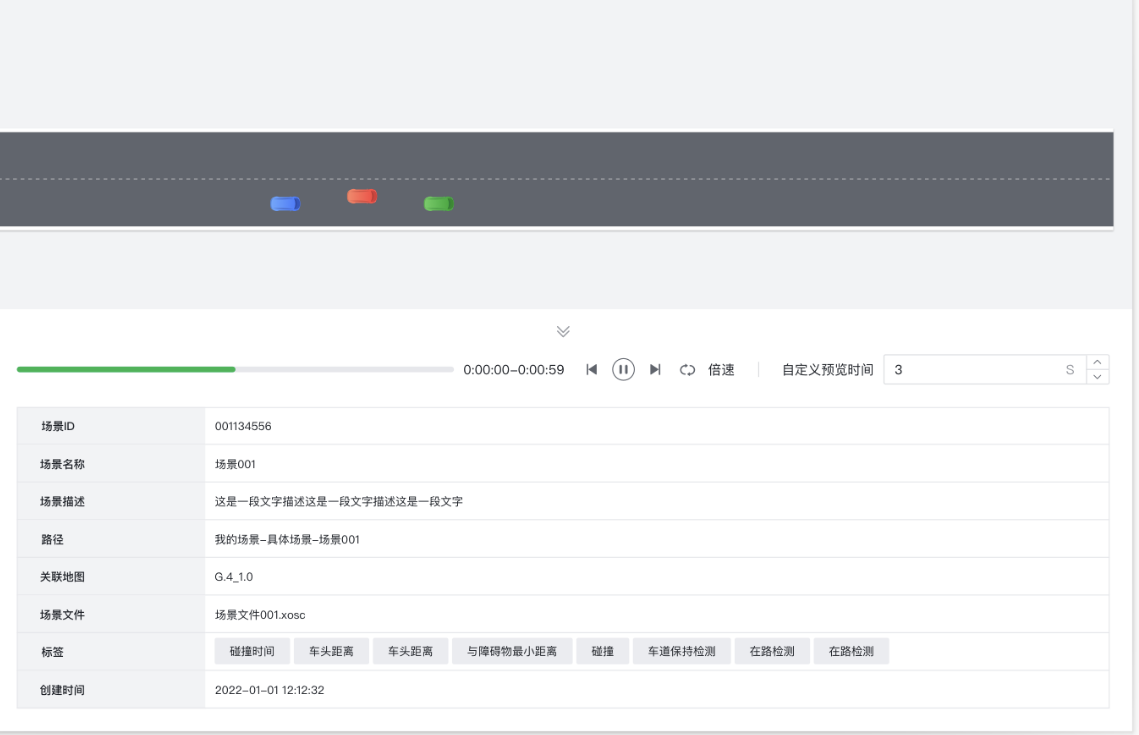 0:00:00–0:00:59 倍速 自定义预览时间 3 S
场景ID 001134556
场景名称 场景001
场景描述 这是一段文字描述这是一段文字描述这是一段文字
路径 我的场景–具体场景–场景001
关联地图 G.4_1.0
场景文件 场景文件001.xosc
标签 碰撞时间 车头距离 车头距离 与障碍物最小距离 碰撞 车道保持检测 在路检测 在路检测
创建时间 2022–01–01 12:12:32